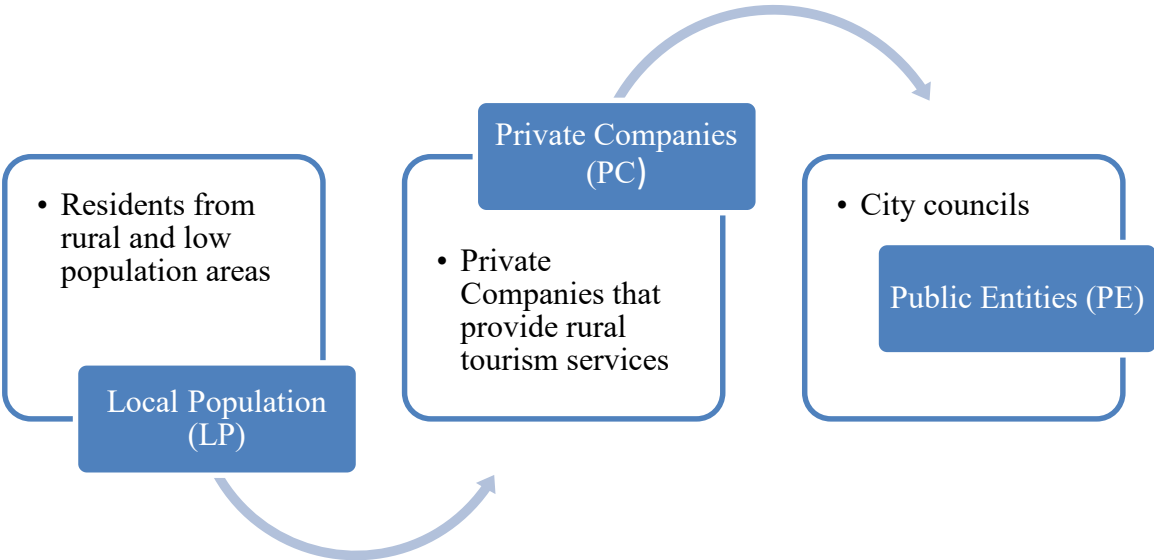 • Residents from
rural and low
population areas
Local Population
(LP)
Private Companies
(PC)
• Private
Companies that
provide rural
tourism services
• City councils
Public Entities (PE)